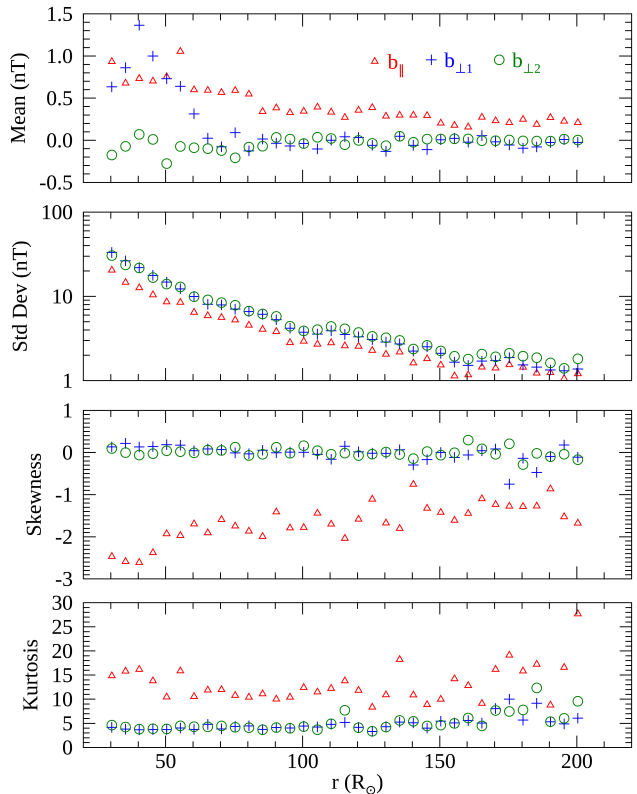 1.5
1.0
0.5
0.0
-0.5
Mean (nT)
b∥ b⊥1 b⊥2
100
10
1
Std Dev (nT)
1
0
-1
-2
-3
Skewness
30
25
20
15
10
5
0
Kurtosis
50 100 150 200
r (R⊙)